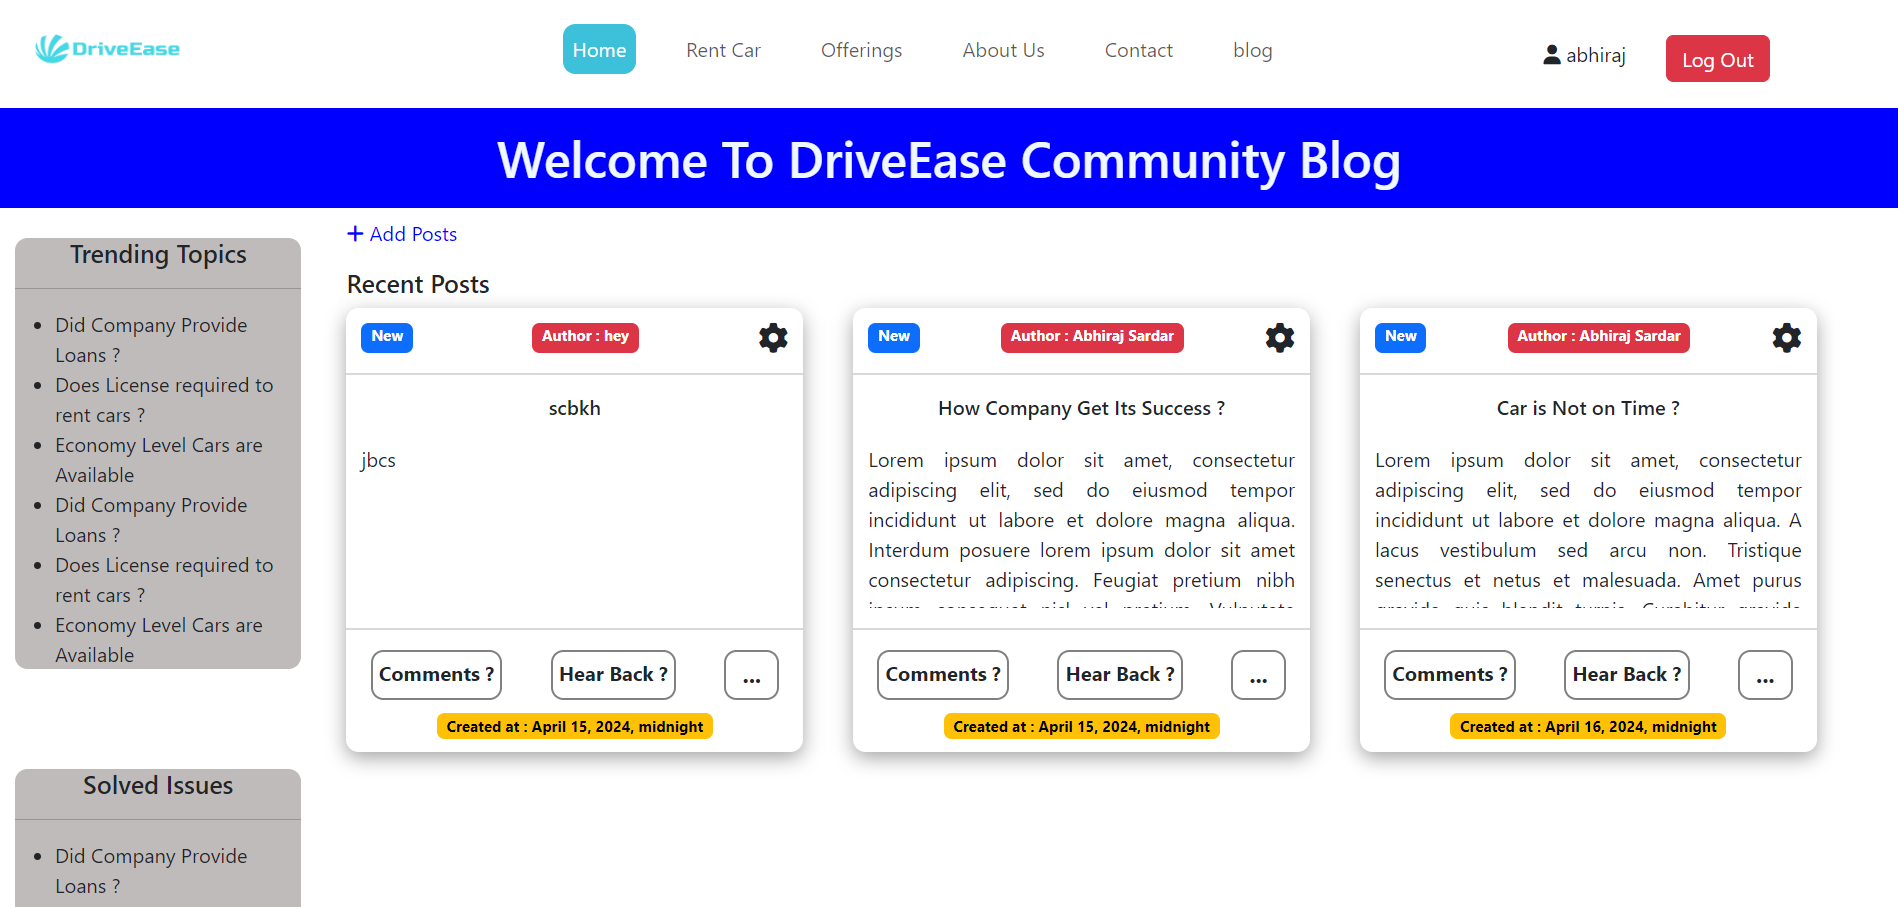 DriveEase
Home Rent Car Offerings About Us Contact blog
abhiraj
Log Out
Welcome To DriveEase Community Blog
Trending Topics
Did Company Provide
Loans ?
Does License required to
rent cars ?
Economy Level Cars are
Available
Did Company Provide
Loans ?
Does License required to
rent cars ?
Economy Level Cars are
Available
Solved Issues
Did Company Provide
Loans ?
+ Add Posts
Recent Posts
New Author : hey
scbkh
jbcs
Comments ? Hear Back ? ...
Created at : April 15, 2024, midnight
New Author : Abhiraj Sardar
How Company Get Its Success ?
Lorem ipsum dolor sit amet, consectetur
adipiscing elit, sed do eiusmod tempor
incididunt ut labore et dolore magna aliqua.
Interdum posuere lorem ipsum dolor sit amet
consectetur adipiscing. Feugiat pretium nibh
Comments ? Hear Back ? ...
Created at : April 15, 2024, midnight
New Author : Abhiraj Sardar
Car is Not on Time ?
Lorem ipsum dolor sit amet, consectetur
adipiscing elit, sed do eiusmod tempor
incididunt ut labore et dolore magna aliqua. A
lacus vestibulum sed arcu non. Tristique
senectus et netus et malesuada. Amet purus
Comments ? Hear Back ? ...
Created at : April 16, 2024, midnight